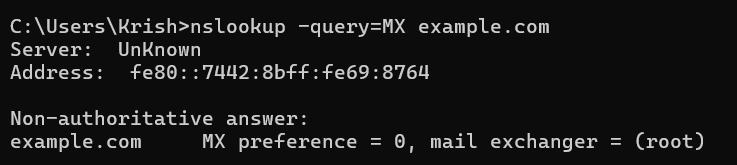 C:\Users\Krish>nslookup -query=MX example.com
Server:  UnKnown
Address:  fe80::7442:8bff:fe69:8764

Non-authoritative answer:
example.com     MX preference = 0, mail exchanger = (root)